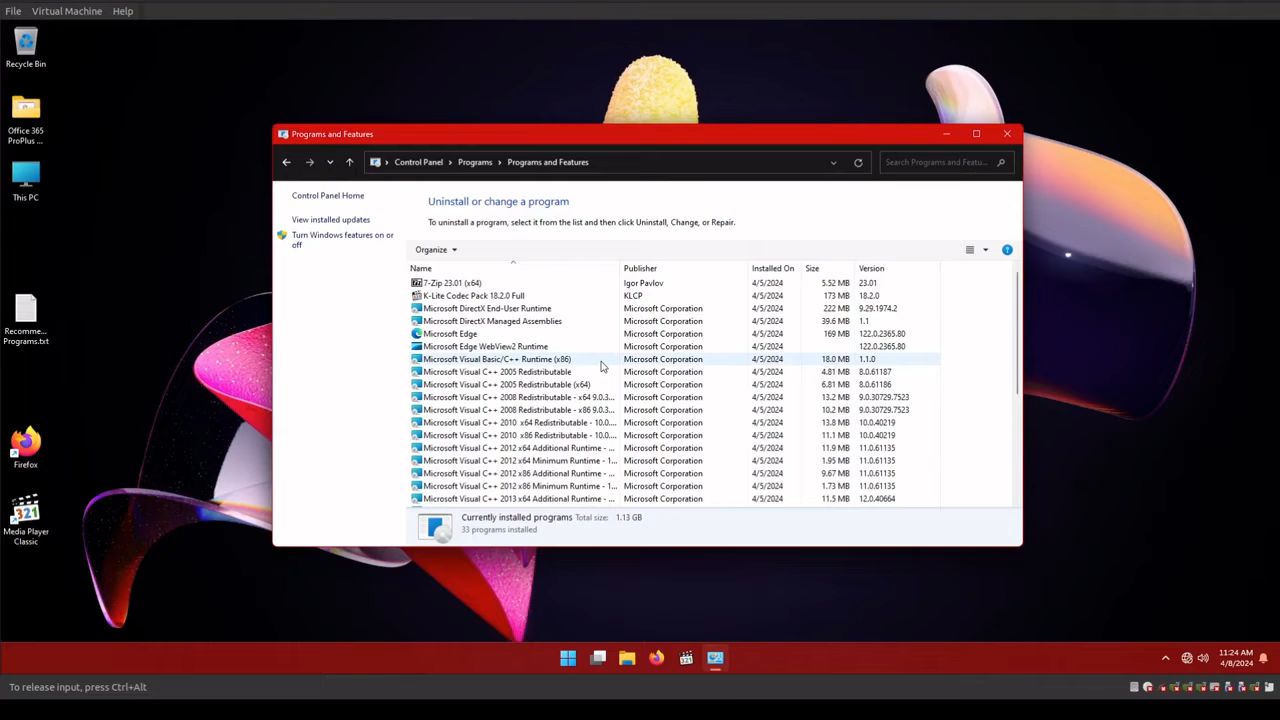 File Virtual Machine Help
Recycle Bin
Office 365
ProPlus ...
This PC
Recomme...
Programs.txt
Firefox
Media Player
Classic
Programs and Features
Control Panel Programs Programs and Features
Search Programs and Featu...
Control Panel Home
View installed updates
Turn Windows features on or
off
Uninstall or change a program
To uninstall a program, select it from the list and then click Uninstall, Change, or Repair.
Organize
Name Publisher Installed On Size Version
7-Zip 23.01 (x64) Igor Pavlov 4/5/2024 5.52 MB 23.01
K-Lite Codec Pack 18.2.0 Full KLCP 4/5/2024 173 MB 18.2.0
Microsoft DirectX End-User Runtime Microsoft Corporation 4/5/2024 222 MB 9.29.1974.2
Microsoft DirectX Managed Assemblies Microsoft Corporation 4/5/2024 39.6 MB 1.1
Microsoft Edge Microsoft Corporation 4/5/2024 169 MB 122.0.2365.80
Microsoft Edge WebView2 Runtime Microsoft Corporation 4/5/2024 122.0.2365.80
Microsoft Visual Basic/C++ Runtime (x86) Microsoft Corporation 4/5/2024 18.0 MB 1.1.0
Microsoft Visual C++ 2005 Redistributable Microsoft Corporation 4/5/2024 4.81 MB 8.0.61187
Microsoft Visual C++ 2005 Redistributable (x64) Microsoft Corporation 4/5/2024 6.81 MB 8.0.61186
Microsoft Visual C++ 2008 Redistributable - x64 9.0.3... Microsoft Corporation 4/5/2024 13.2 MB 9.0.30729.7523
Microsoft Visual C++ 2008 Redistributable - x86 9.0.3... Microsoft Corporation 4/5/2024 10.2 MB 9.0.30729.7523
Microsoft Visual C++ 2010 x64 Redistributable - 10.0.... Microsoft Corporation 4/5/2024 13.8 MB 10.0.40219
Microsoft Visual C++ 2010 x86 Redistributable - 10.0.... Microsoft Corporation 4/5/2024 11.1 MB 10.0.40219
Microsoft Visual C++ 2012 x64 Additional Runtime - ... Microsoft Corporation 4/5/2024 11.9 MB 11.0.61135
Microsoft Visual C++ 2012 x64 Minimum Runtime - 1... Microsoft Corporation 4/5/2024 1.95 MB 11.0.61135
Microsoft Visual C++ 2012 x86 Additional Runtime - ... Microsoft Corporation 4/5/2024 9.67 MB 11.0.61135
Microsoft Visual C++ 2012 x86 Minimum Runtime - 1... Microsoft Corporation 4/5/2024 1.73 MB 11.0.61135
Microsoft Visual C++ 2013 x64 Additional Runtime - ... Microsoft Corporation 4/5/2024 11.5 MB 12.0.40664
Currently installed programs Total size: 1.13 GB
33 programs installed
11:24 AM
4/8/2024
To release input, press Ctrl+Alt